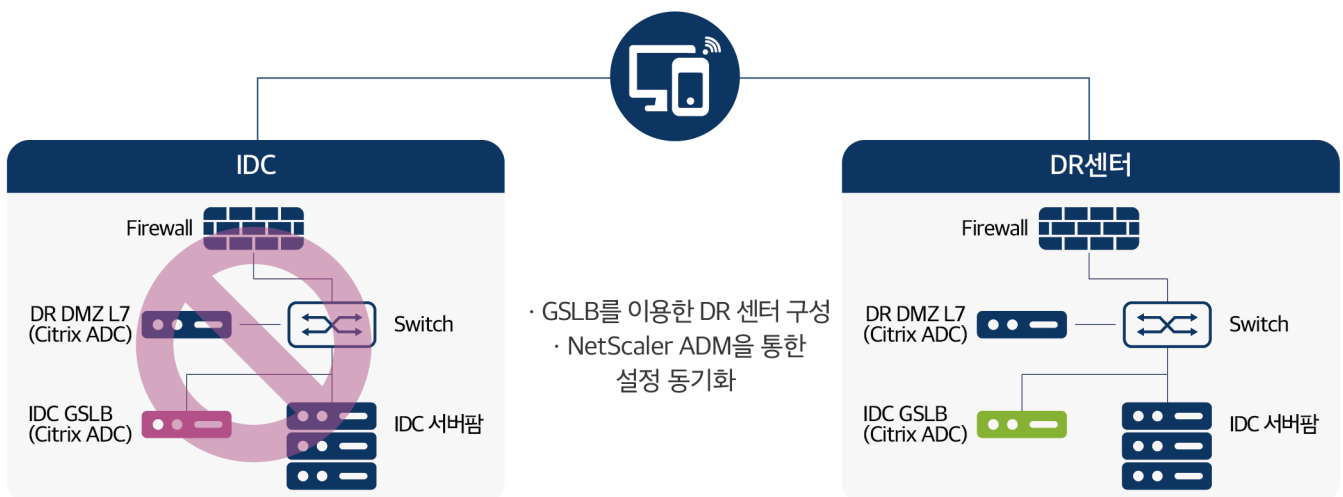 IDC
Firewall
DR DMZ L7
(Citrix ADC)
Switch
IDC GSLB
(Citrix ADC)
IDC 서버팜
· GSLB를 이용한 DR 센터 구성
· NetScaler ADM을 통한
설정 동기화
DR센터
Firewall
DR DMZ L7
(Citrix ADC)
Switch
IDC GSLB
(Citrix ADC)
IDC 서버팜